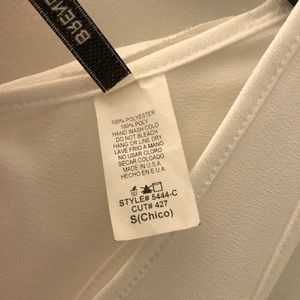 BREND
100% POLYESTER
100% POLY
HAND WASH COLD
DO NOT BLEACH
HANG OR LINE DRY
LAVE FRIO A MANO
NO USAR CLORO
SECAR COLGADO
MADE IN U.S.A
HECHO EN E.U.A.
STYLE# 5444-C
CUT# 427
S(Chico)